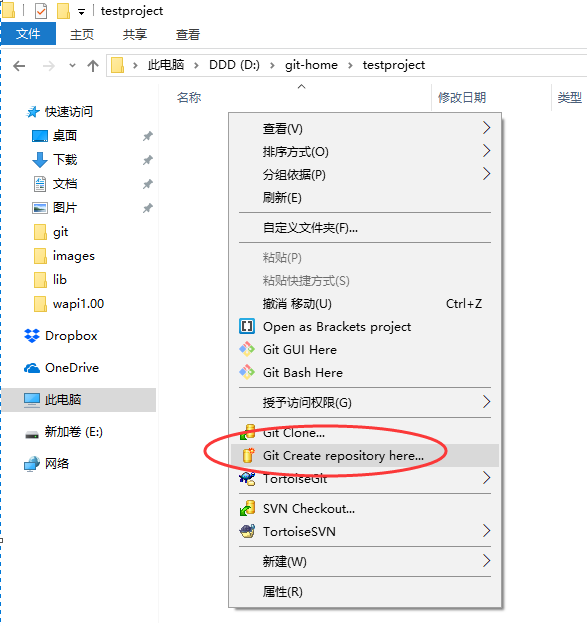 testproject
文件 主页 共享 查看
此电脑 DDD (D:) git-home testproject
名称 修改日期 类型
快速访问
桌面
下载
文档
图片
git
images
lib
wapi1.00
Dropbox
OneDrive
此电脑
新加卷 (E:)
网络
查看(V)
排序方式(O)
分组依据(P)
刷新(E)
自定义文件夹(F)...
粘贴(P)
粘贴快捷方式(S)
撤消 移动(U) Ctrl+Z
Open as Brackets project
Git GUI Here
Git Bash Here
授予访问权限(G)
Git Clone...
Git Create repository here...
TortoiseGit
SVN Checkout...
TortoiseSVN
新建(W)
属性(R)